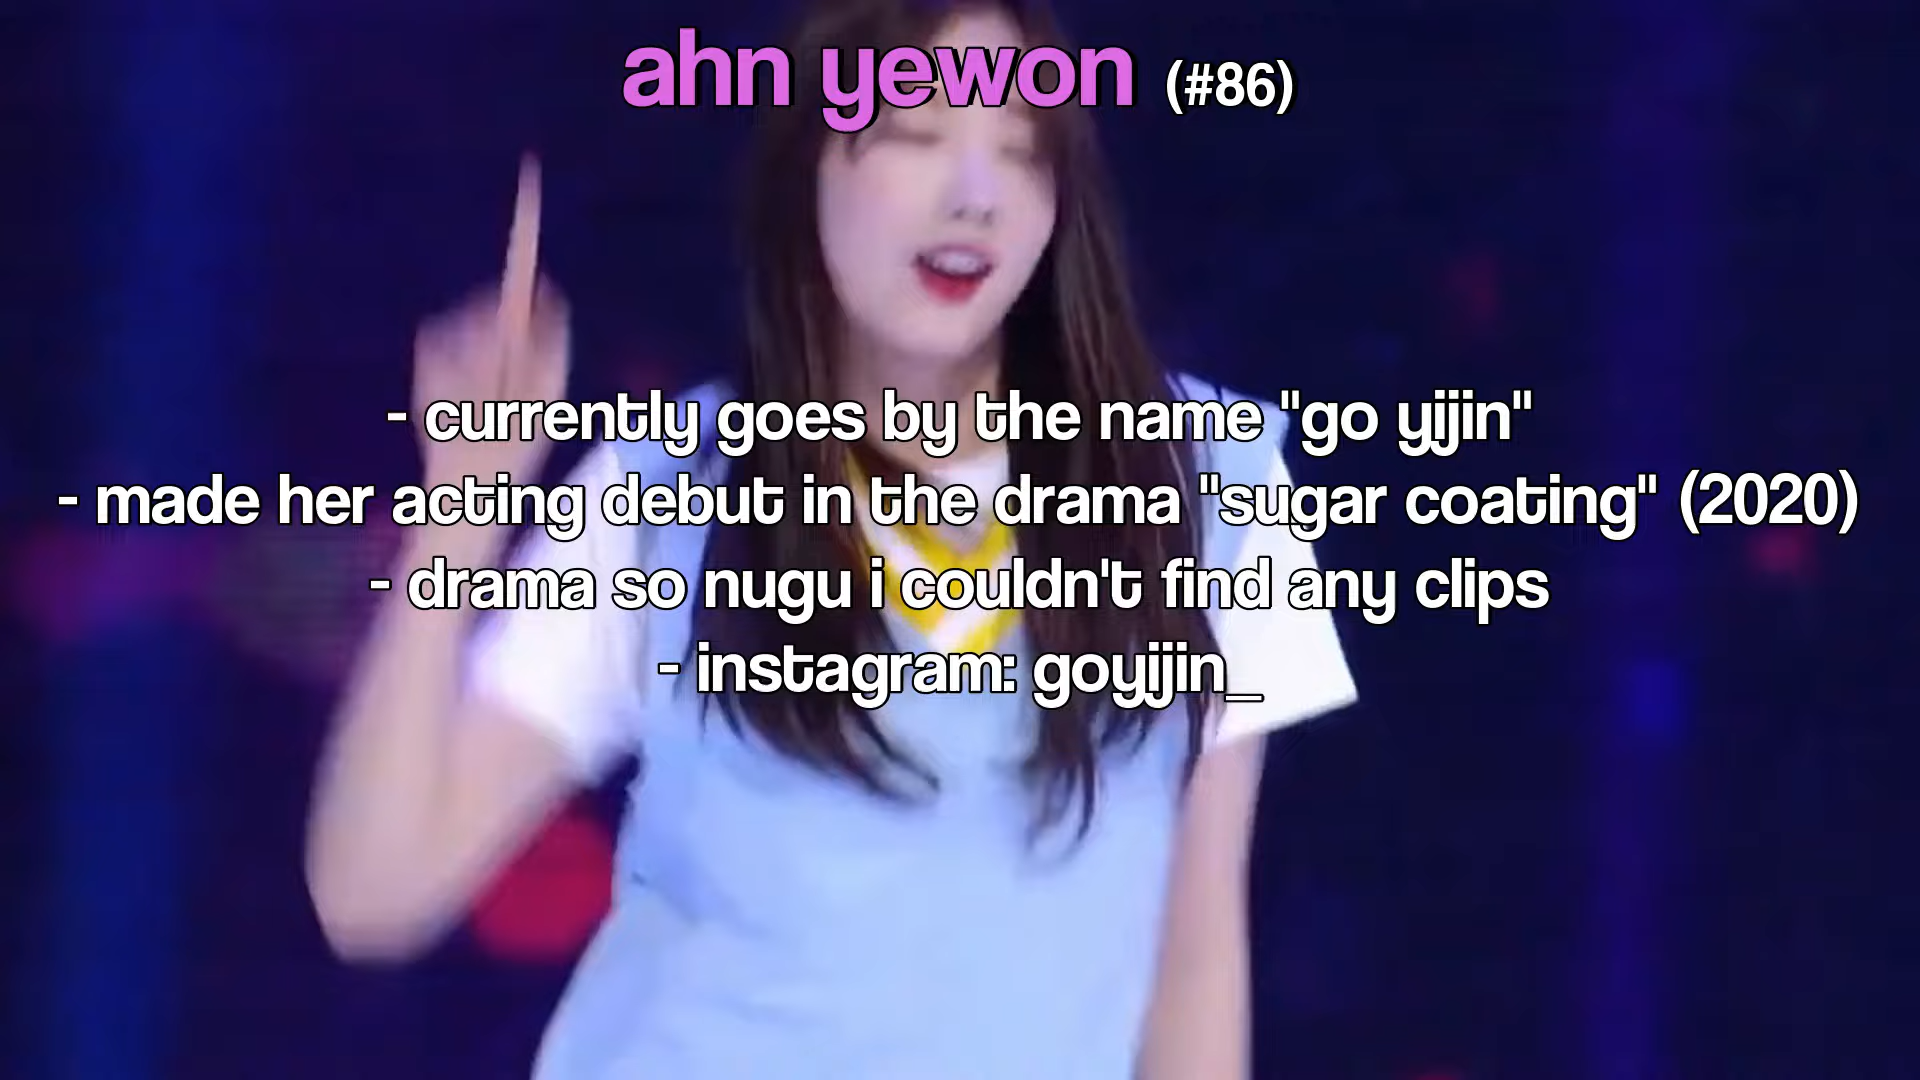 ahn yewon (#86)
- currently goes by the name "go yijin"
- made her acting debut in the drama "sugar coating" (2020)
- drama so nugu i couldn't find any clips
- instagram: goyijin_